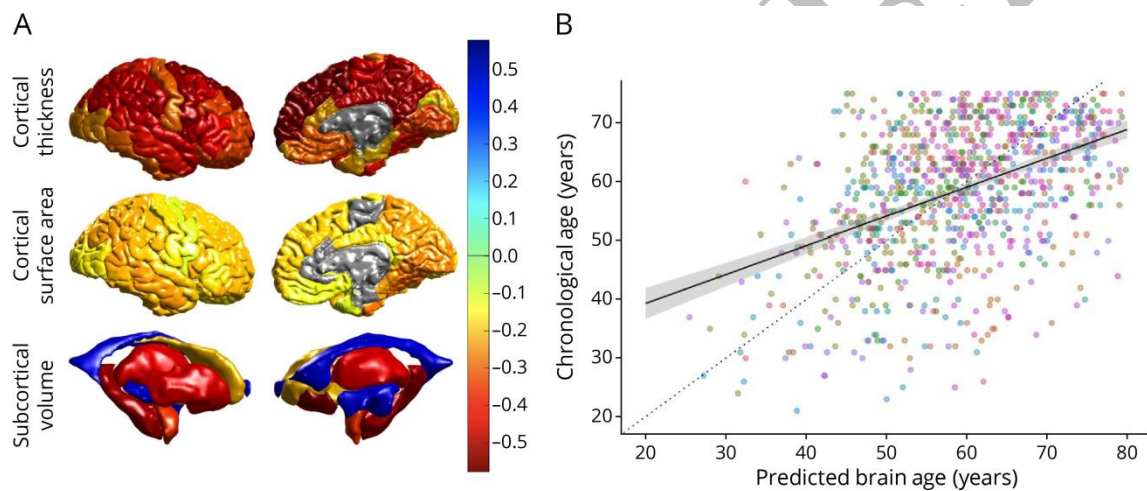 A
B
Cortical
thickness
Cortical
surface area
Subcortical
volume
0.5
0.4
0.3
0.2
0.1
0.0
−0.1
−0.2
−0.3
−0.4
−0.5
Chronological age (years)
70
60
50
40
30
20
20 30 40 50 60 70 80
Predicted brain age (years)